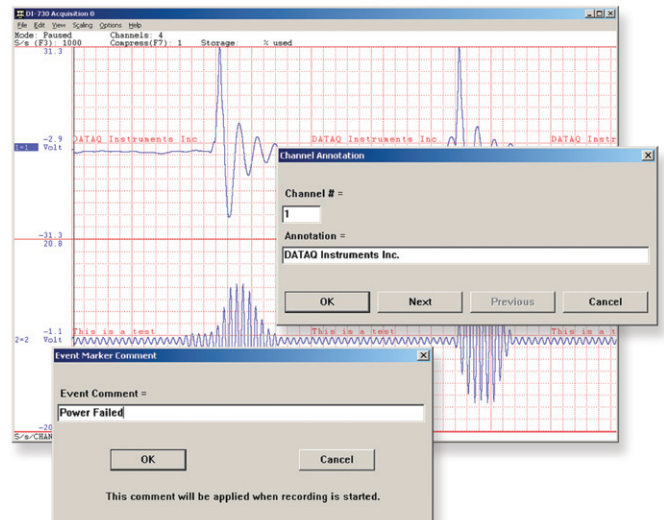 DI-730 Acquisition 0
File Edit View Scaling Options Help
Mode: Paused Channels: 4
S/s (F3): 1000 Compress(F7): 1 Storage: % used
31.3
-2.9
1=1 Volt
DATAQ Instruments Inc. DATAQ Instruments Inc. DATAQ Instr
-31.3
20.8
-1.1
2=2 Volt
This is a test This is a test This is a t
-20
S/s/CHAN
Channel Annotation
Channel # =
1
Annotation =
DATAQ Instruments Inc.
OK Next Previous Cancel
Event Marker Comment
Event Comment =
Power Failed
OK Cancel
This comment will be applied when recording is started.